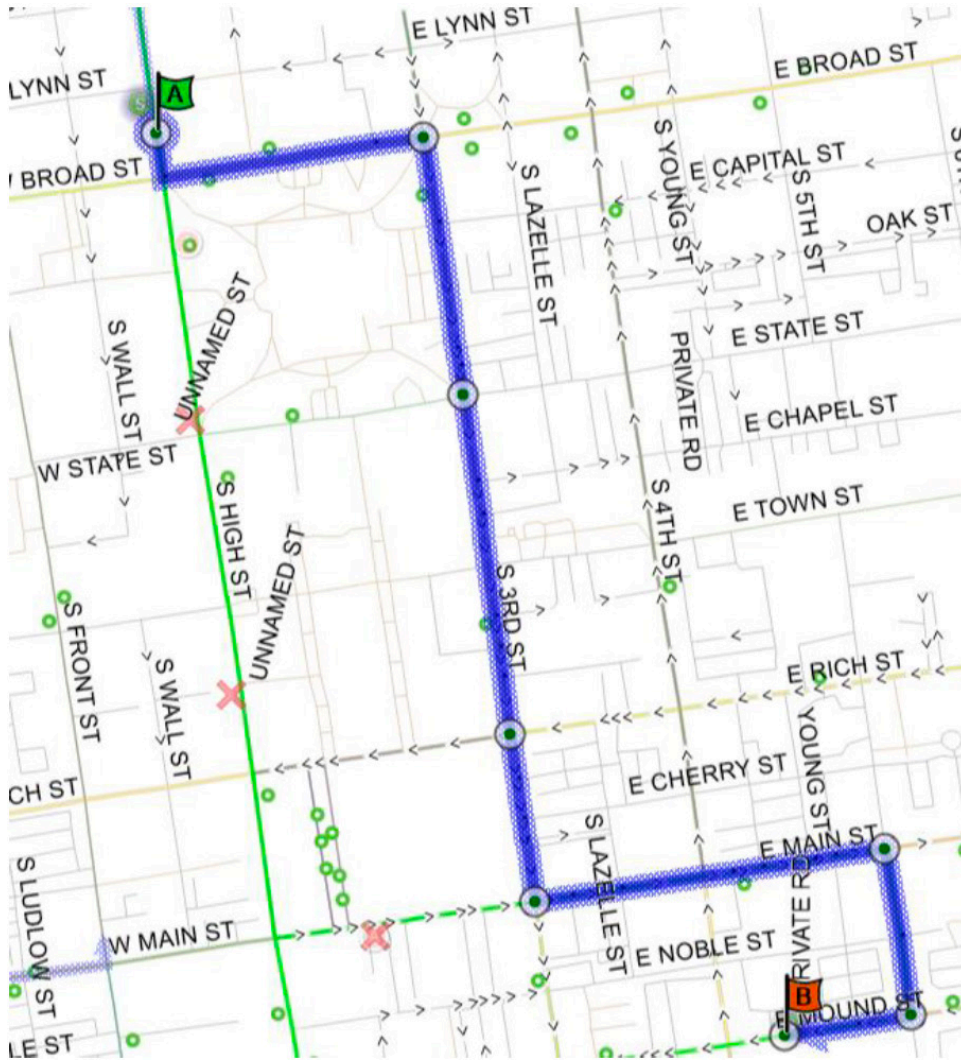 E LYNN ST
LYNN ST
A
S
E BROAD ST
BROAD ST
S YOUNG ST
E CAPITAL ST
S LAZELLE ST
S 5TH ST
OAK ST
UNNAMED ST
S WALL ST
E STATE ST
PRIVATE RD
E CHAPEL ST
W STATE ST
S HIGH ST
S 4TH ST
E TOWN ST
UNNAMED ST
S 3RD ST
S FRONT ST
S WALL ST
E RICH ST
YOUNG ST
CH ST
E CHERRY ST
S LAZELLE ST
E MAIN ST
S LUDLOW ST
RIVATE RD
W MAIN ST
E NOBLE ST
B
E MOUND ST
LE ST